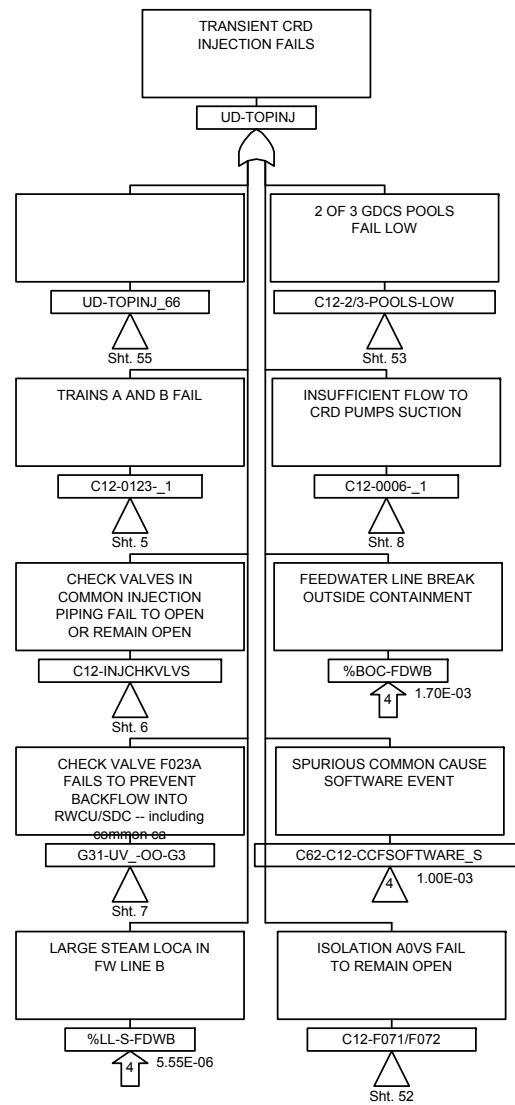 TRANSIENT CRD
INJECTION FAILS
UD-TOPINJ
UD-TOPINJ_66
Sht. 55
2 OF 3 GDCS POOLS
FAIL LOW
C12-2/3-POOLS-LOW
Sht. 53
TRAINS A AND B FAIL
C12-0123-_1
Sht. 5
INSUFFICIENT FLOW TO
CRD PUMPS SUCTION
C12-0006-_1
Sht. 8
CHECK VALVES IN
COMMON INJECTION
PIPING FAIL TO OPEN
OR REMAIN OPEN
C12-INJCHKVLVS
Sht. 6
FEEDWATER LINE BREAK
OUTSIDE CONTAINMENT
%BOC-FDWB
4
1.70E-03
CHECK VALVE F023A
FAILS TO PREVENT
BACKFLOW INTO
RWCU/SDC -- including
common ca
G31-UV_-OO-G3
Sht. 7
SPURIOUS COMMON CAUSE
SOFTWARE EVENT
C62-C12-CCFSOFTWARE_S
4
1.00E-03
LARGE STEAM LOCA IN
FW LINE B
%LL-S-FDWB
4
5.55E-06
ISOLATION A0VS FAIL
TO REMAIN OPEN
C12-F071/F072
Sht. 52